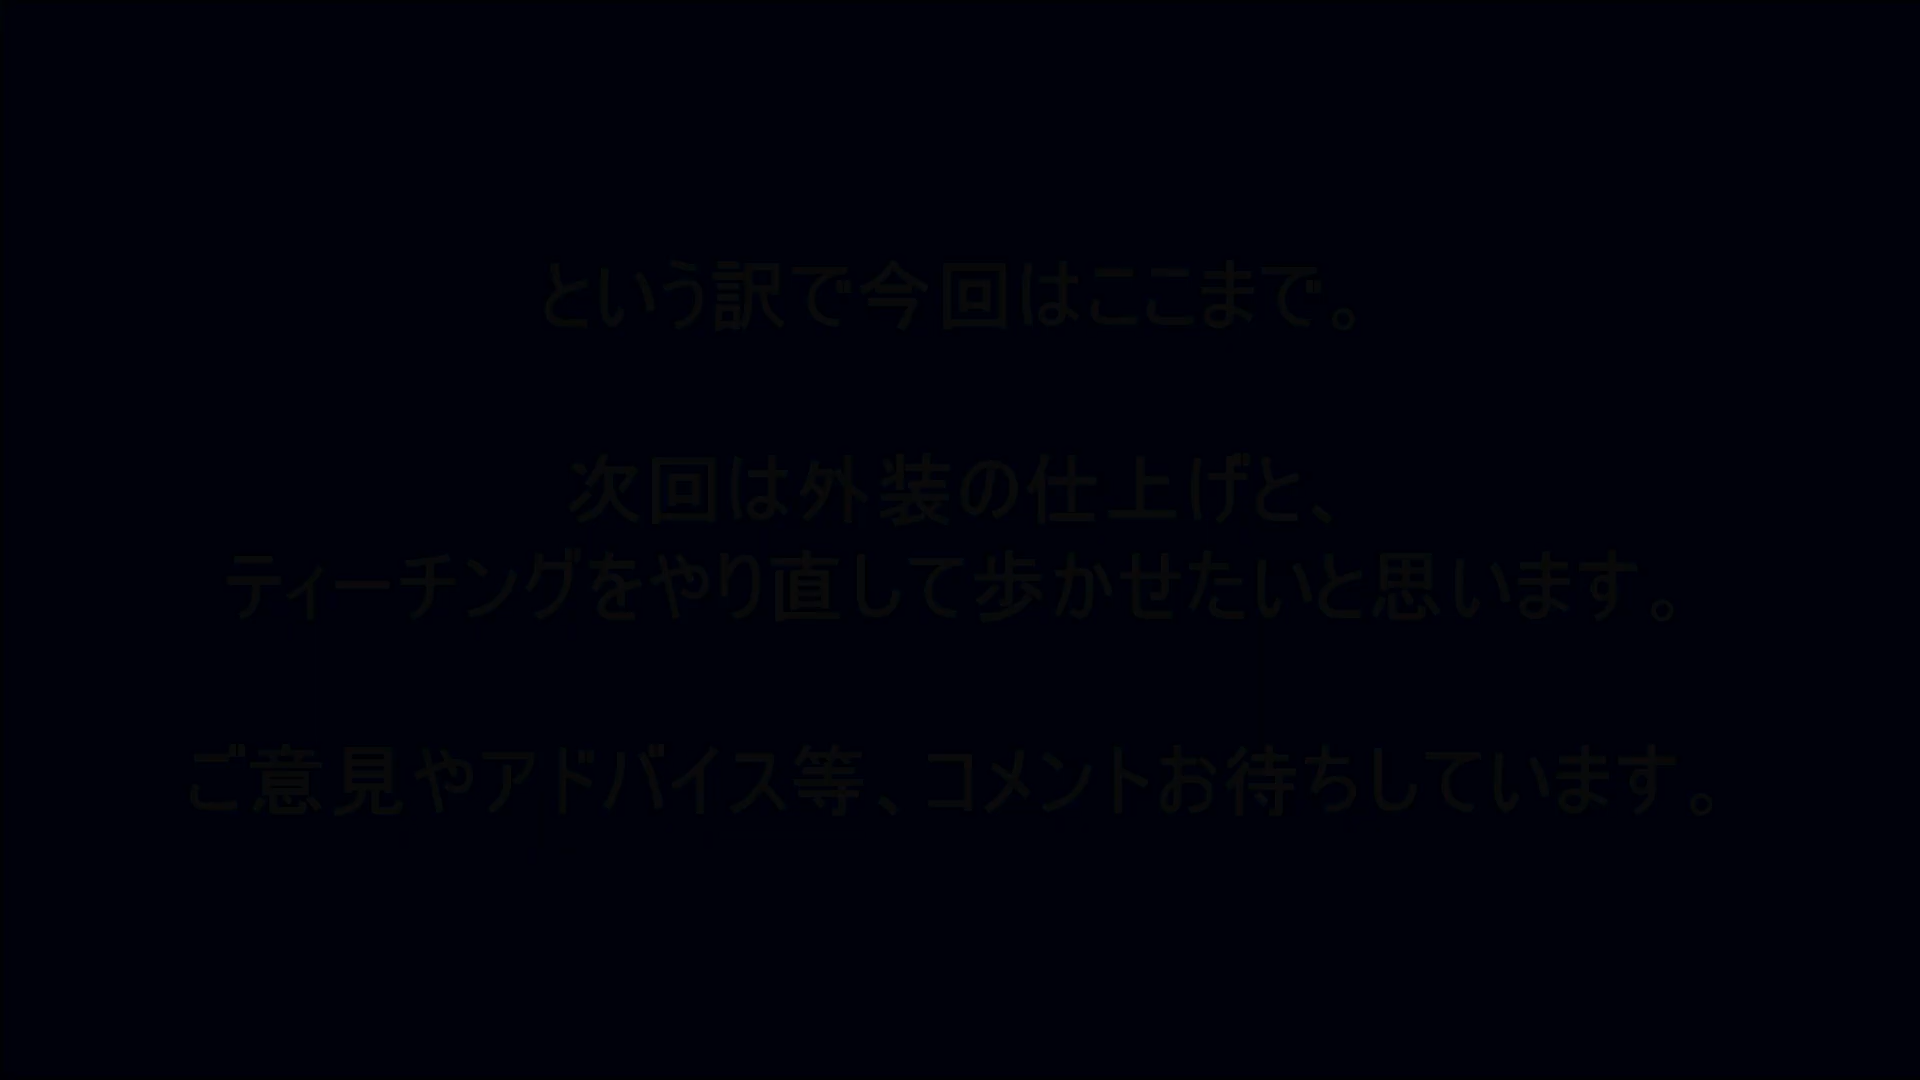 という訳で今回はここまで。
次回は外装の仕上げと、
ティーチングをやり直して歩かせたいと思います。
ご意見やアドバイス等、コメントお待ちしています。